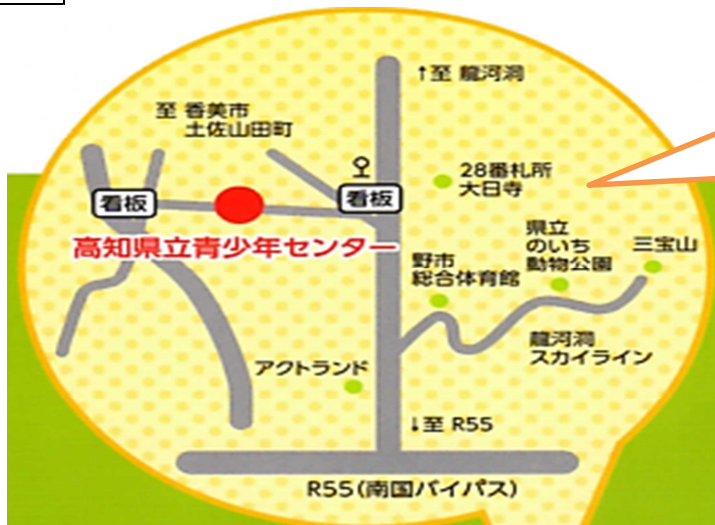 ↑至 龍河洞
至 香美市
土佐山田町
28番札所
大日寺
看板
看板
高知県立青少年センター
県立
のいち
動物公園
三宝山
野市
総合体育館
龍河洞
スカイライン
アクトランド
↓至 R55
R55(南国バイパス)